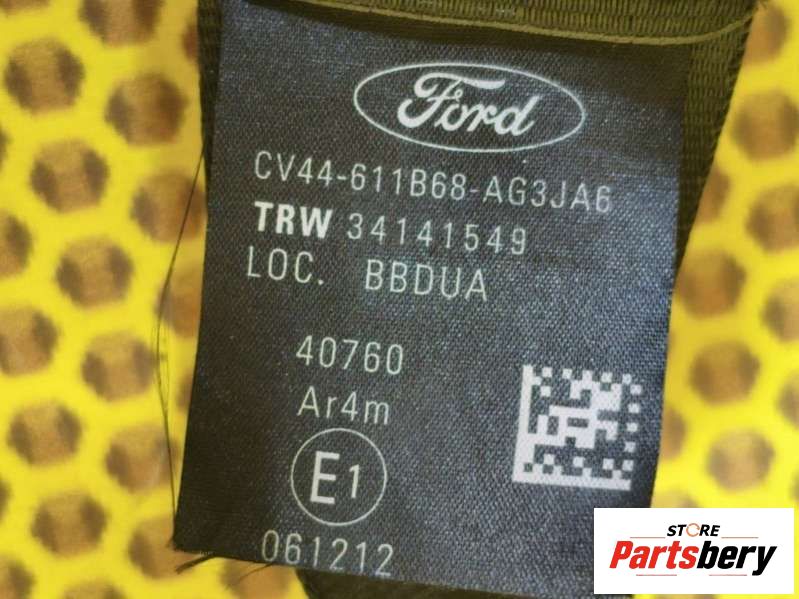 Ford
CV44-611B68-AG3JA6
TRW 34141549
LOC. BBDUA
40760
Ar4m
E1
061212
STORE
Partsbery